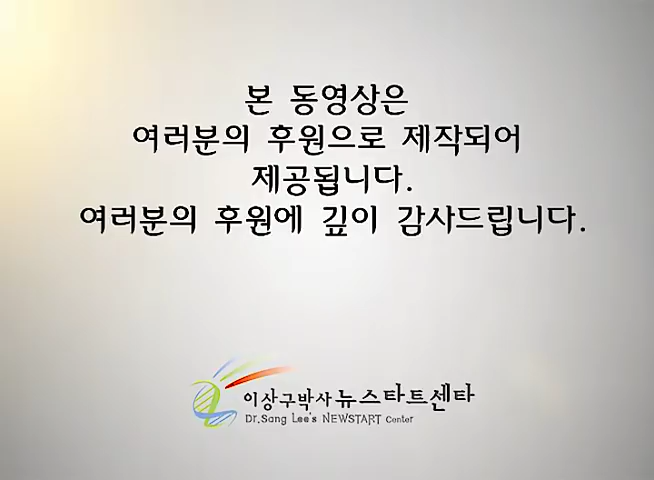 본 동영상은
여러분의 후원으로 제작되어
제공됩니다.
여러분의 후원에 깊이 감사드립니다.
이상구박사 뉴스타트센타
Dr.Sang Lee's NEWSTART Center